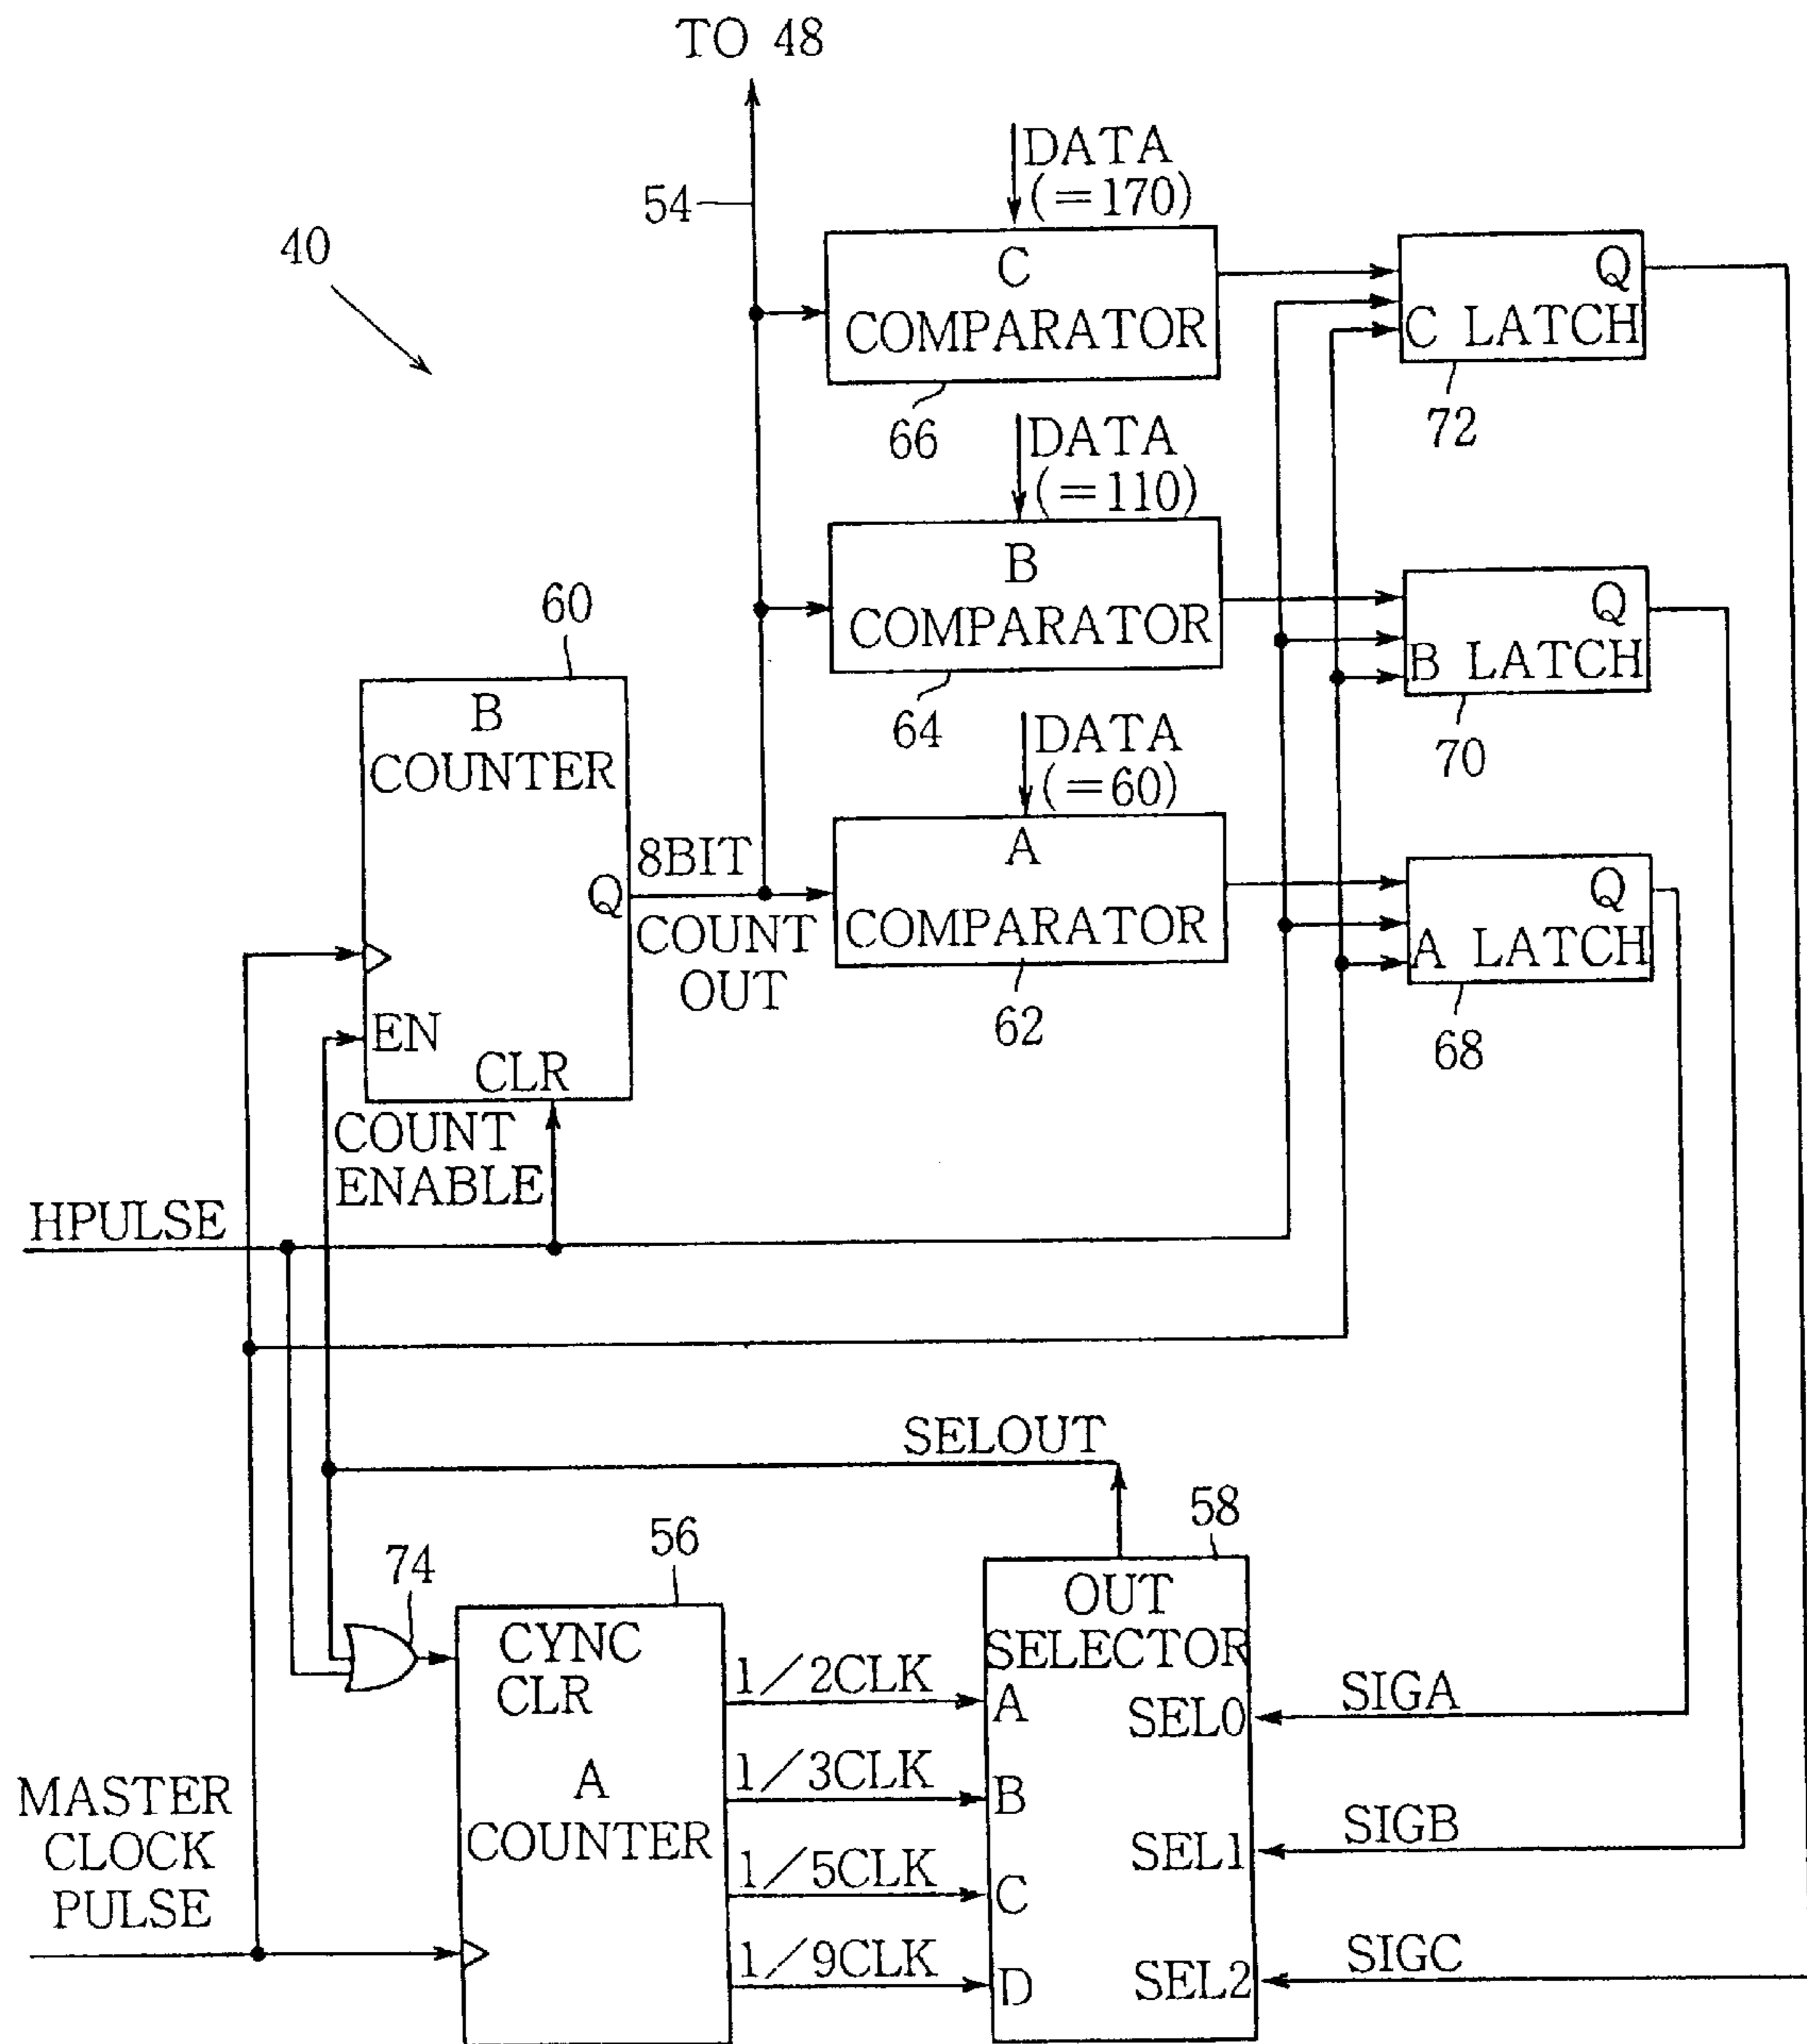 TO 48
54
40
DATA
(=170)
C
COMPARATOR
66
Q
C LATCH
72
DATA
(=110)
B
COMPARATOR
64
Q
B LATCH
70
60
B
COUNTER
Q
EN
CLR
8BIT
COUNT
OUT
DATA
(=60)
A
COMPARATOR
62
Q
A LATCH
68
COUNT
ENABLE
HPULSE
SELOUT
74
56
CYNC
CLR
A
COUNTER
1/2CLK
1/3CLK
1/5CLK
1/9CLK
58
OUT
SELECTOR
A
B
C
D
SEL0
SEL1
SEL2
SIGA
SIGB
SIGC
MASTER
CLOCK
PULSE